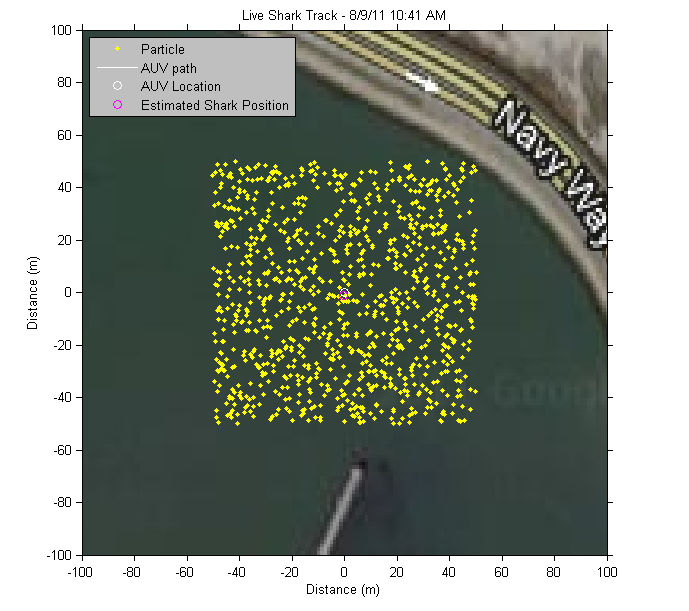 Live Shark Track - 8/9/11 10:41 AM
Particle
AUV path
AUV Location
Estimated Shark Position
Navy Way
Goog
Distance (m)
100
80
60
40
20
0
-20
-40
-60
-80
-100
-100 -80 -60 -40 -20 0 20 40 60 80 100
Distance (m)